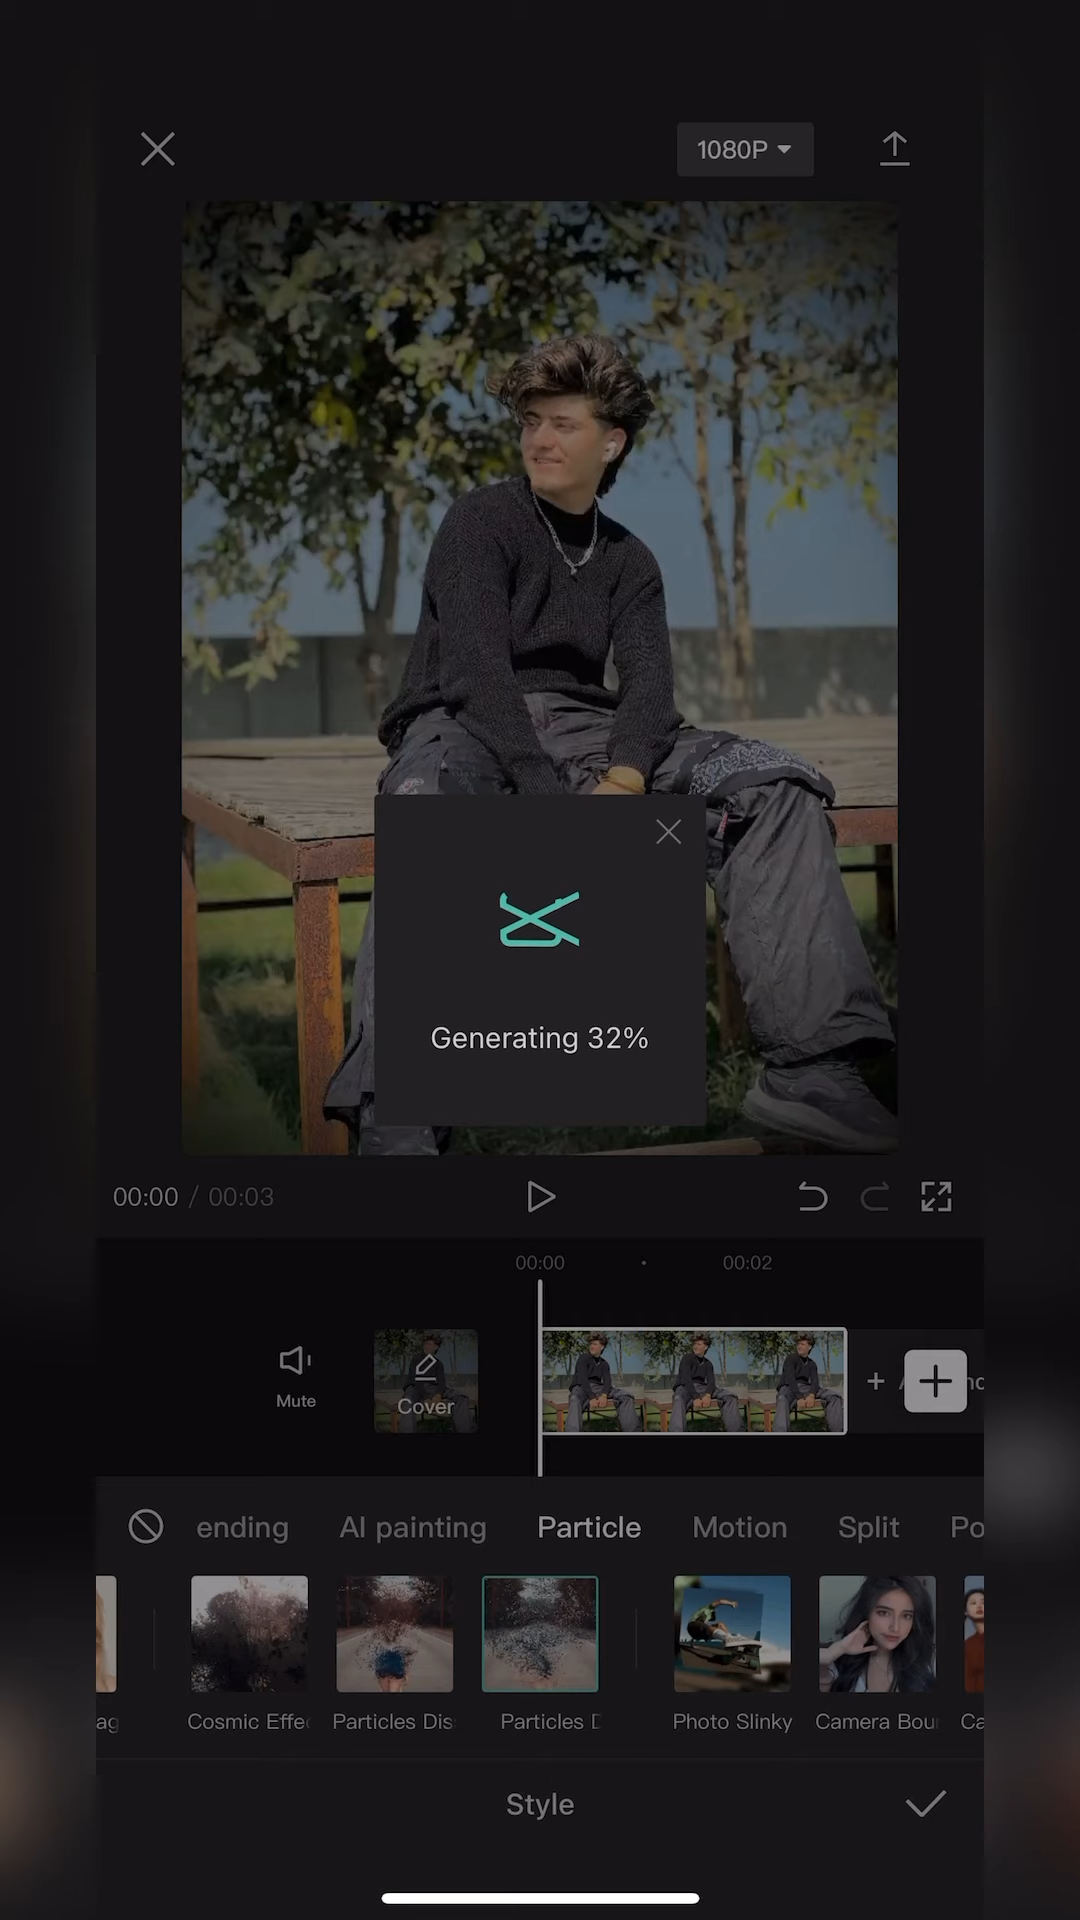 1080P
Generating 32%
00:00 / 00:03
00:00
00:02
Mute
Cover
+
ending
AI painting
Particle
Motion
Split
Po
ag
Cosmic Effe
Particles Dis
Particles D
Photo Slinky
Camera Bou
Ca
Style